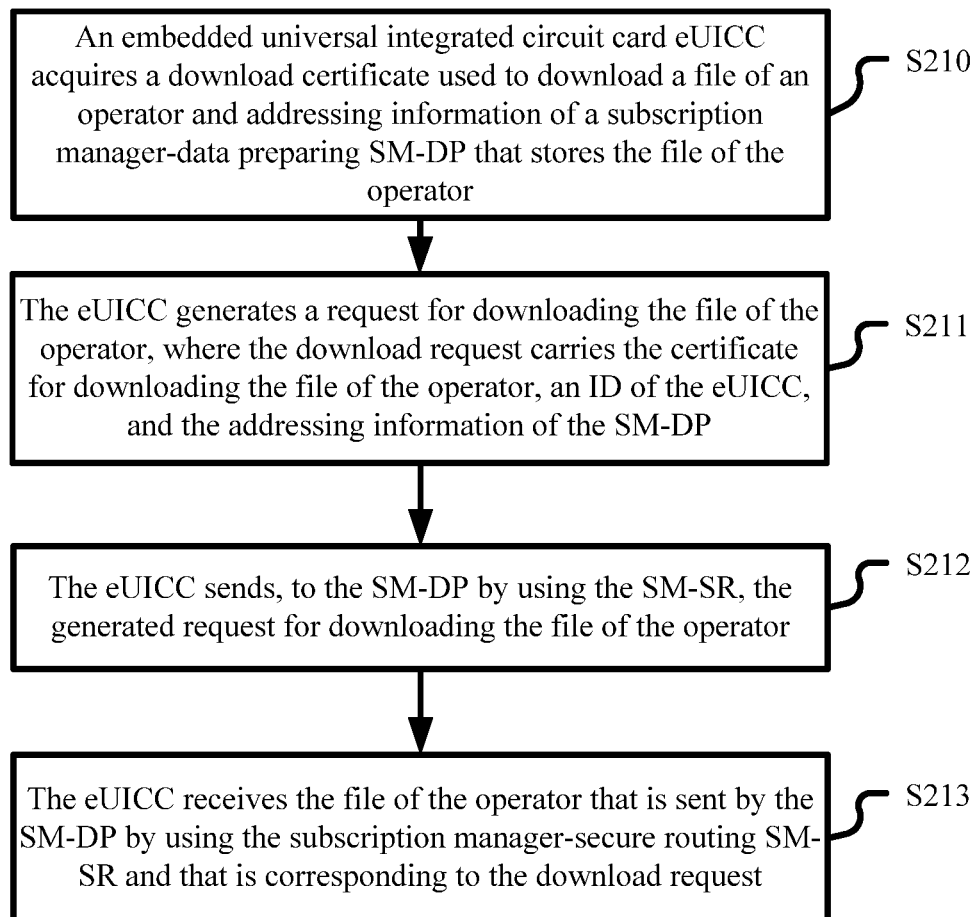 An embedded universal integrated circuit card eUICC
acquires a download certificate used to download a file of an
operator and addressing information of a subscription
manager-data preparing SM-DP that stores the file of the
operator
S210
The eUICC generates a request for downloading the file of the
operator, where the download request carries the certificate
for downloading the file of the operator, an ID of the eUICC,
and the addressing information of the SM-DP
S211
The eUICC sends, to the SM-DP by using the SM-SR, the
generated request for downloading the file of the operator
S212
The eUICC receives the file of the operator that is sent by the
SM-DP by using the subscription manager-secure routing SM-
SR and that is corresponding to the download request
S213